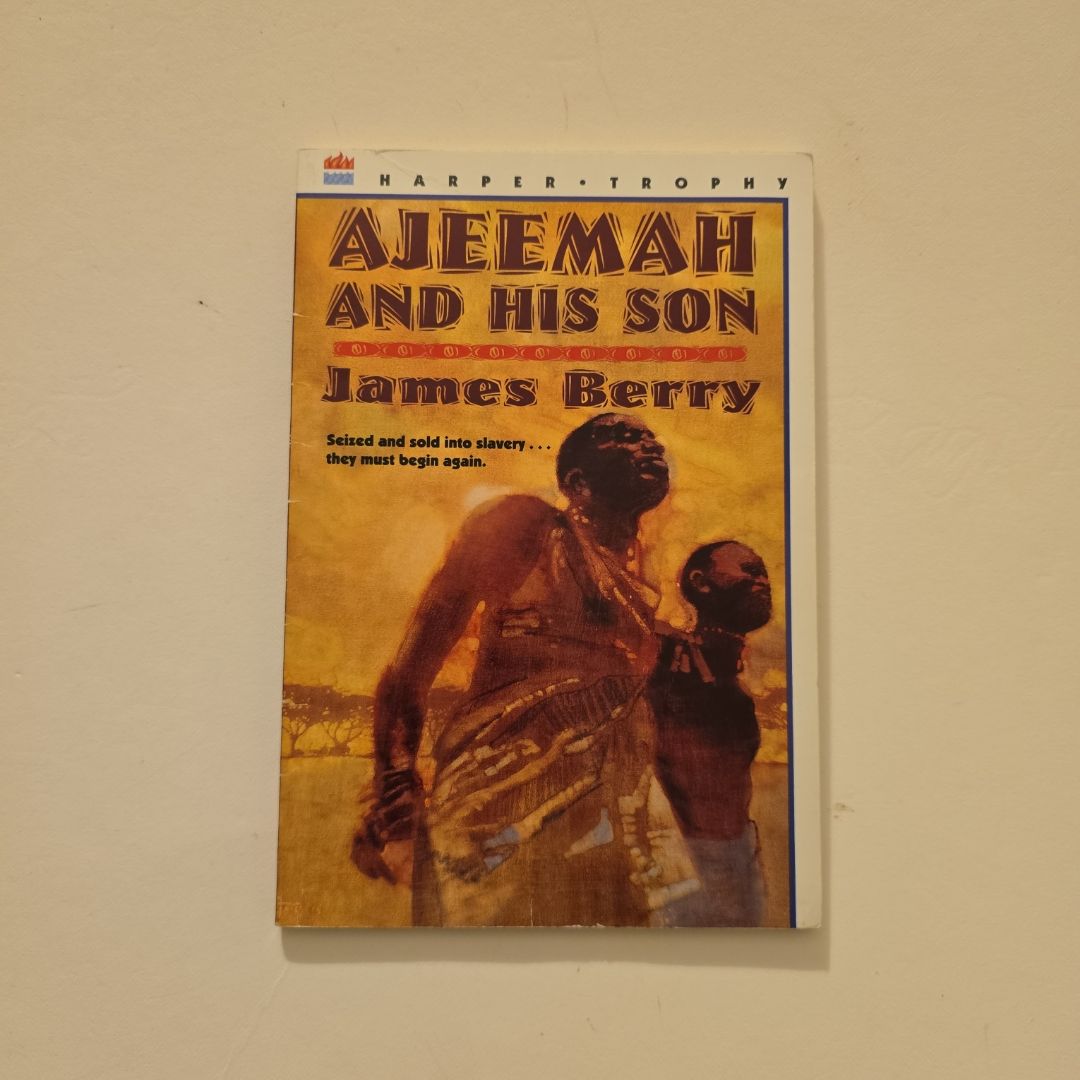 HARPER • TROPHY
AJEEMAH
AND HIS SON
James Berry
Seized and sold into slavery . . .
they must begin again.